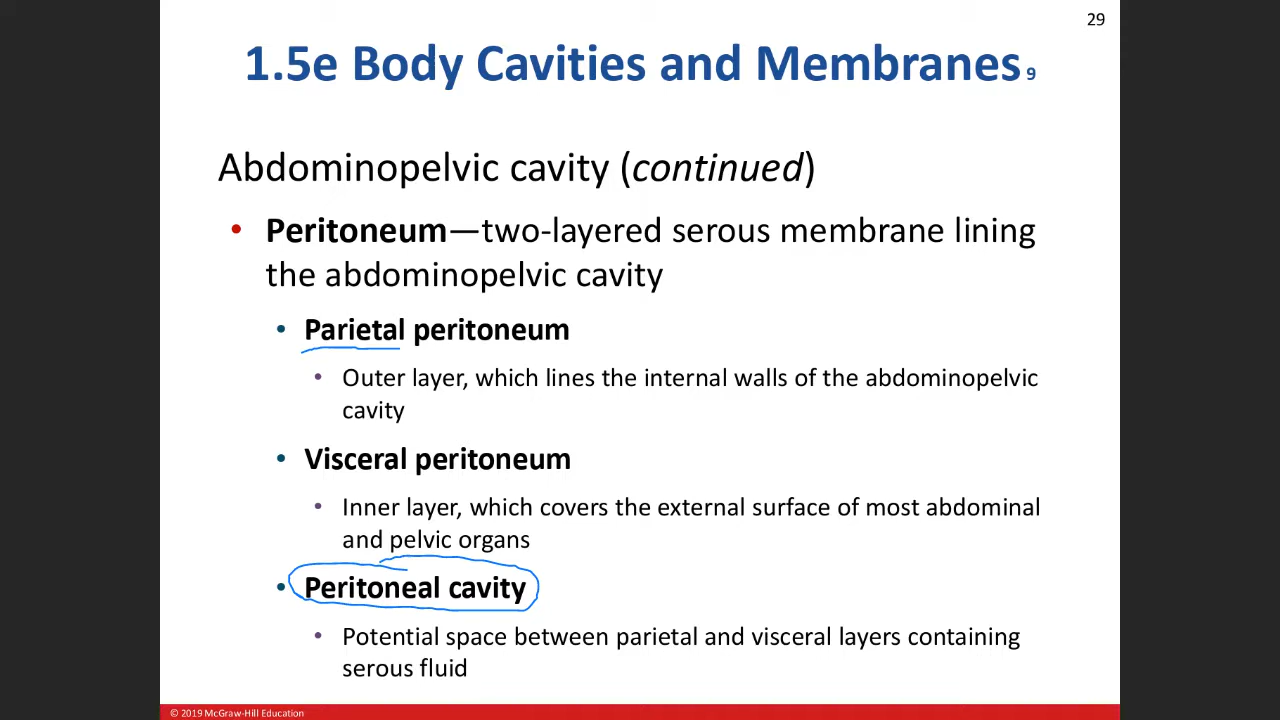 29
1.5e Body Cavities and Membranes 9
Abdominopelvic cavity (continued)
• Peritoneum—two-layered serous membrane lining
the abdominopelvic cavity
• Parietal peritoneum
• Outer layer, which lines the internal walls of the abdominopelvic
cavity
• Visceral peritoneum
• Inner layer, which covers the external surface of most abdominal
and pelvic organs
• Peritoneal cavity
• Potential space between parietal and visceral layers containing
serous fluid
© 2019 McGraw-Hill Education